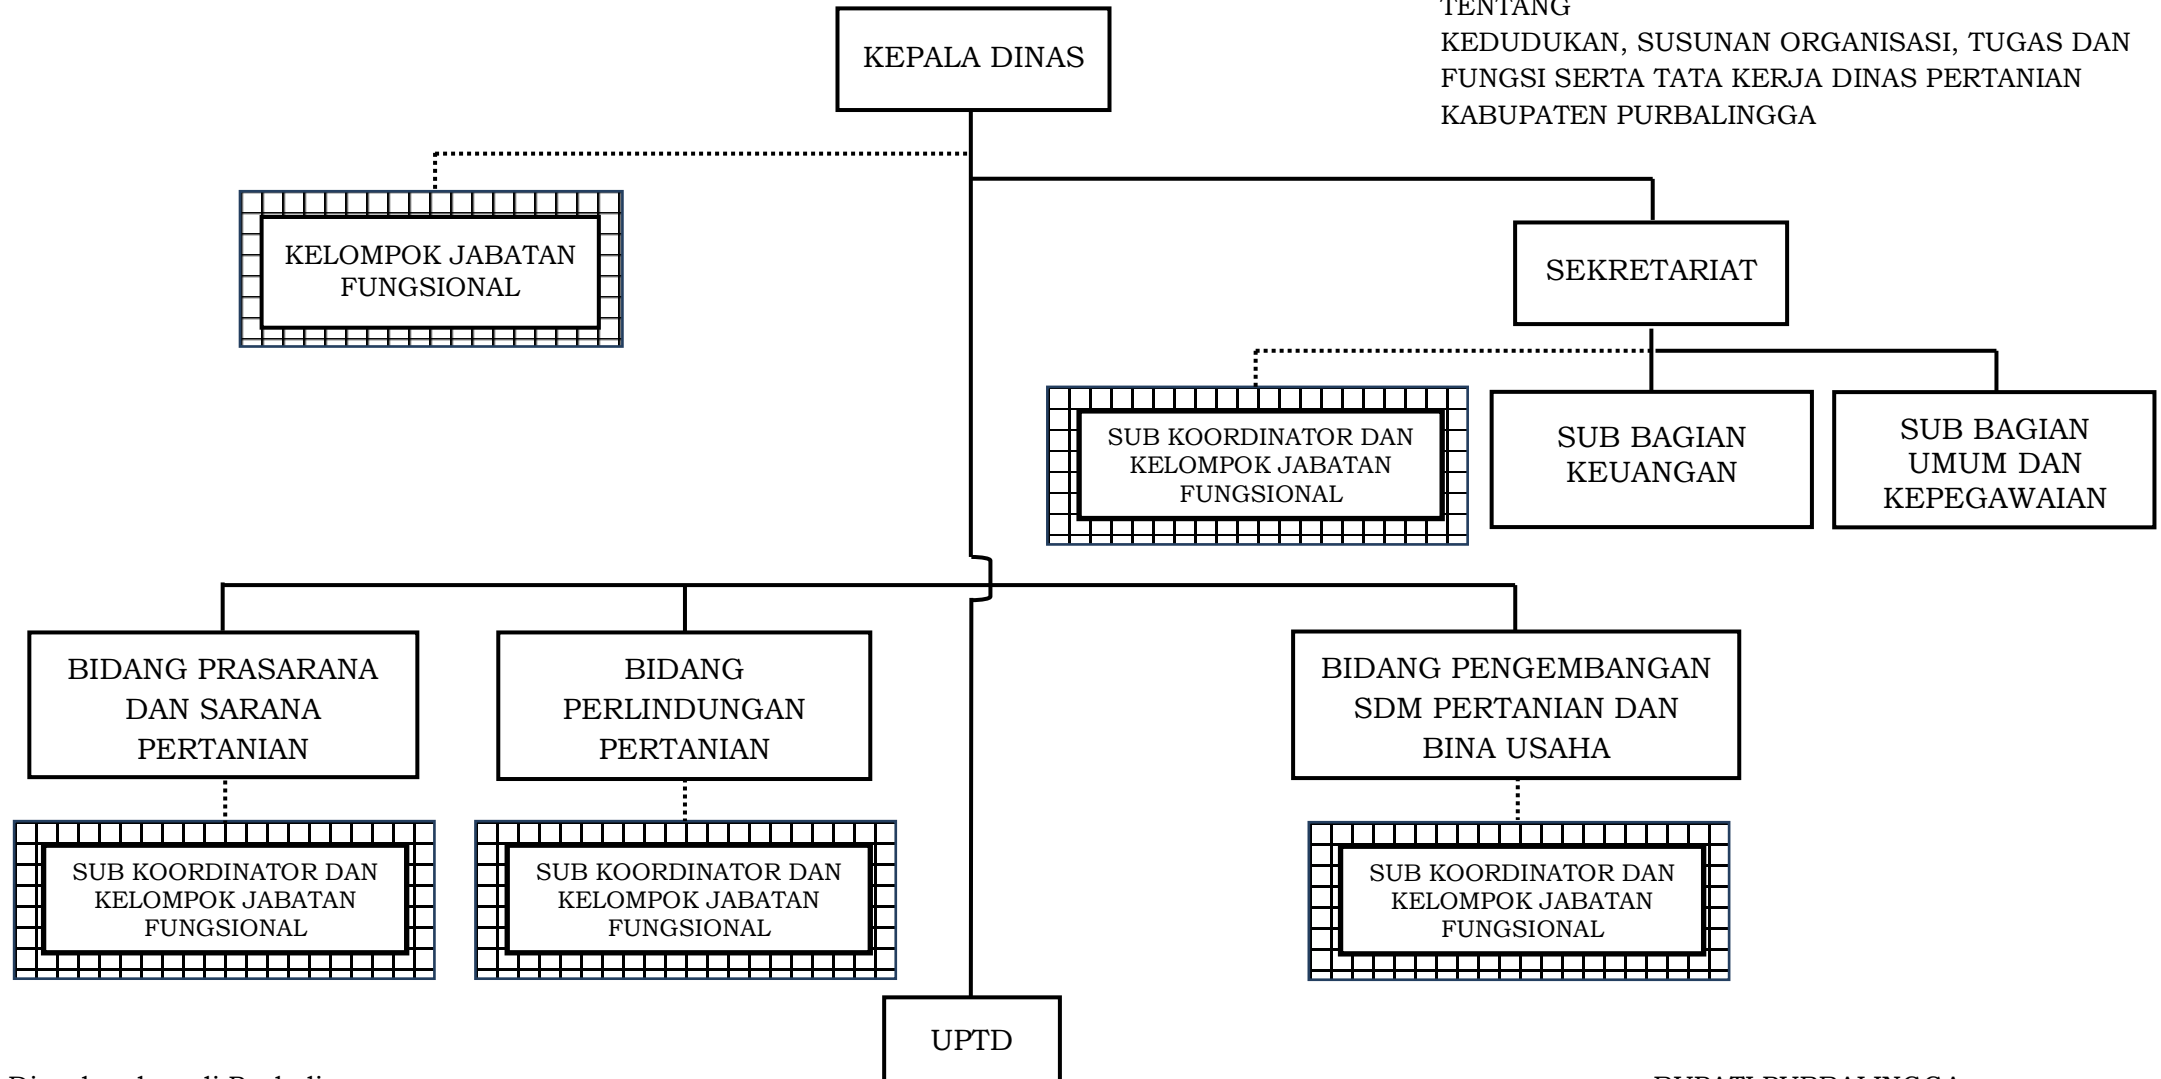 TENTANG
KEDUDUKAN, SUSUNAN ORGANISASI, TUGAS DAN
FUNGSI SERTA TATA KERJA DINAS PERTANIAN
KABUPATEN PURBALINGGA
KEPALA DINAS
KELOMPOK JABATAN
FUNGSIONAL
SEKRETARIAT
SUB KOORDINATOR DAN
KELOMPOK JABATAN
FUNGSIONAL
SUB BAGIAN
KEUANGAN
SUB BAGIAN
UMUM DAN
KEPEGAWAIAN
BIDANG PRASARANA
DAN SARANA
PERTANIAN
BIDANG
PERLINDUNGAN
PERTANIAN
BIDANG PENGEMBANGAN
SDM PERTANIAN DAN
BINA USAHA
SUB KOORDINATOR DAN
KELOMPOK JABATAN
FUNGSIONAL
SUB KOORDINATOR DAN
KELOMPOK JABATAN
FUNGSIONAL
SUB KOORDINATOR DAN
KELOMPOK JABATAN
FUNGSIONAL
UPTD
BUPATI PURBALINGGA